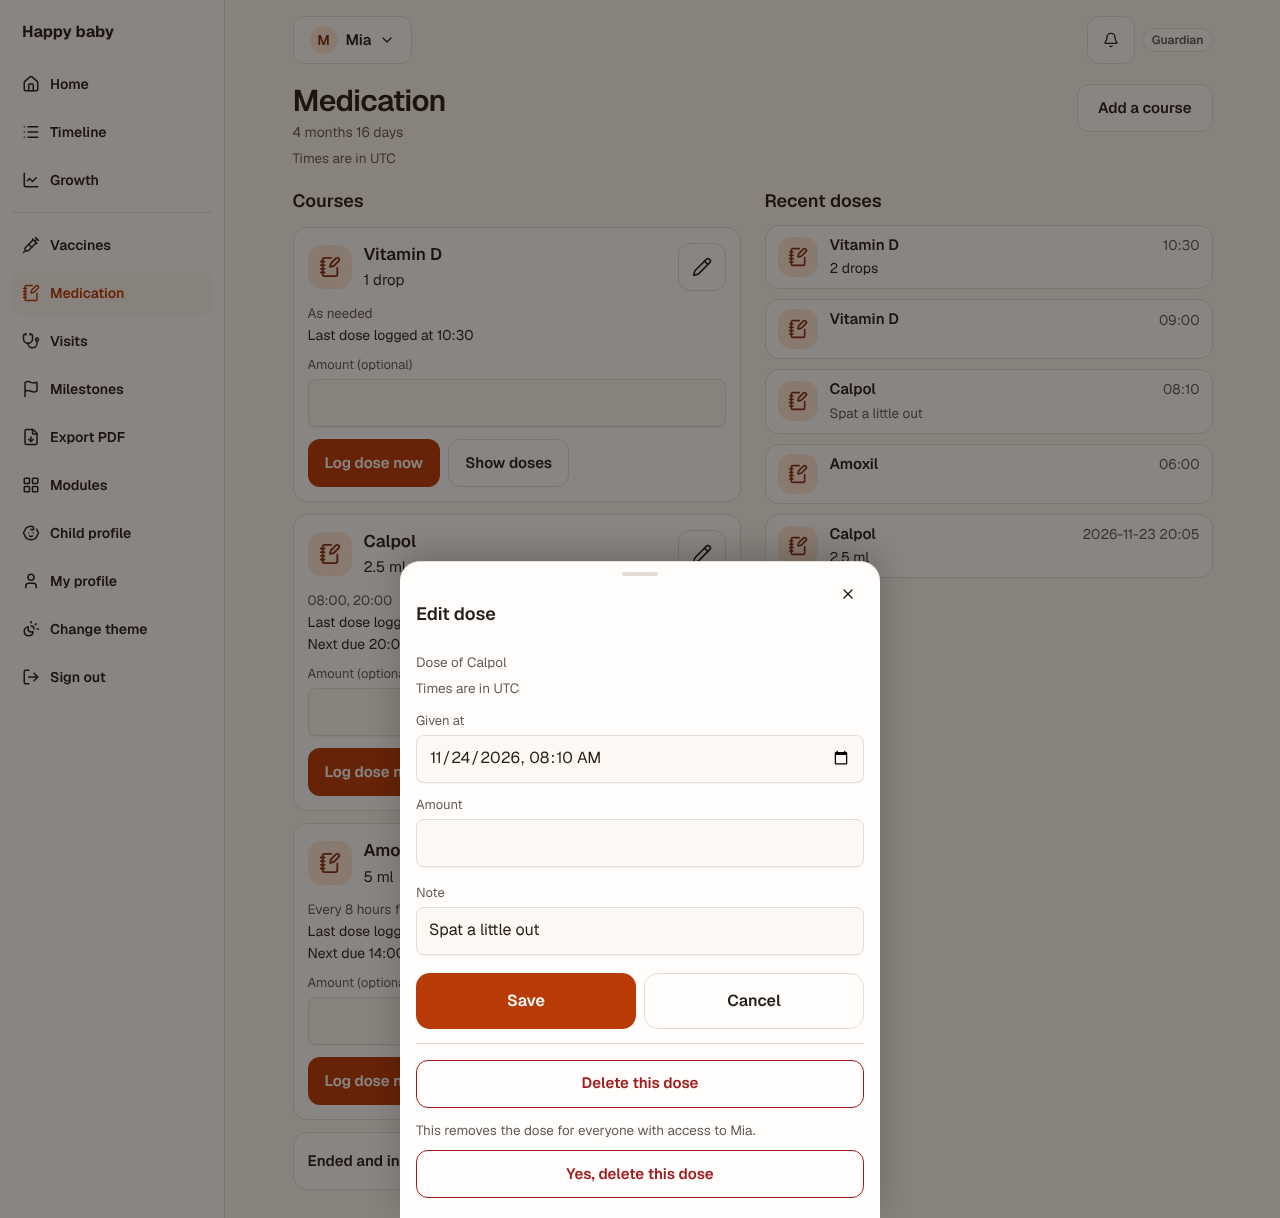 Happy baby
Home
Timeline
Growth
Vaccines
Medication
Visits
Milestones
Export PDF
Modules
Child profile
My profile
Change theme
Sign out
M Mia
Guardian
Medication
4 months 16 days
Times are in UTC
Add a course
Courses
Vitamin D
1 drop
As needed
Last dose logged at 10:30
Amount (optional)
Log dose now Show doses
Calpol
2.5 ml
08:00, 20:00
Last dose logg
Next due 20:0
Amount (optiona
Log dose n
Amo
5 ml
Every 8 hours f
Last dose logg
Next due 14:00
Amount (optiona
Log dose n
Ended and in
Recent doses
Vitamin D 10:30
2 drops
Vitamin D 09:00
Calpol 08:10
Spat a little out
Amoxil 06:00
Calpol 2026-11-23 20:05
2.5 ml
Edit dose
Dose of Calpol
Times are in UTC
Given at
11/24/2026, 08:10 AM
Amount
Note
Spat a little out
Save Cancel
Delete this dose
This removes the dose for everyone with access to Mia.
Yes, delete this dose